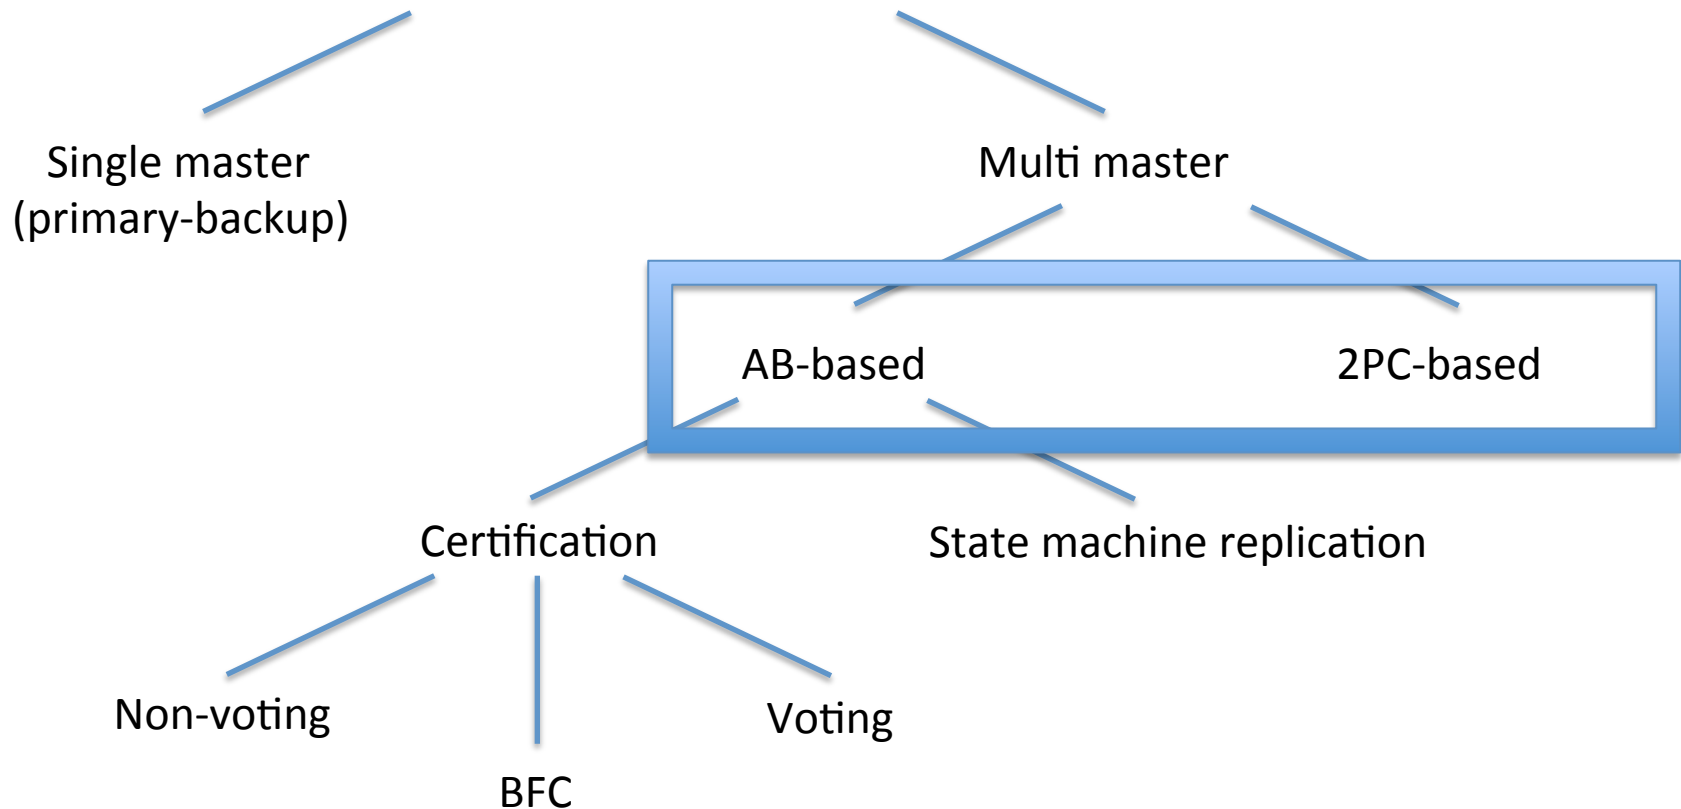 Single master
(primary-backup)
Multi master
AB-based
2PC-based
Certification
State machine replication
Non-voting
Voting
BFC